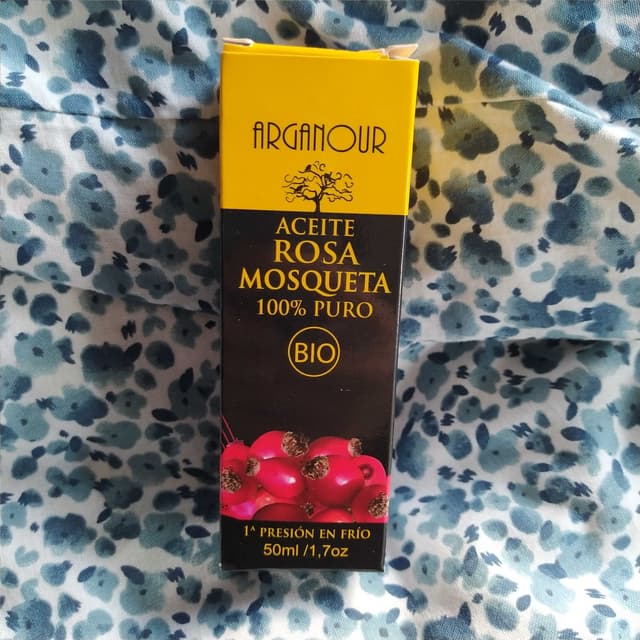 ARGANOUR
ACEITE
ROSA
MOSQUETA
100% PURO
BIO
1ª PRESIÓN EN FRÍO
50ml /1,7oz